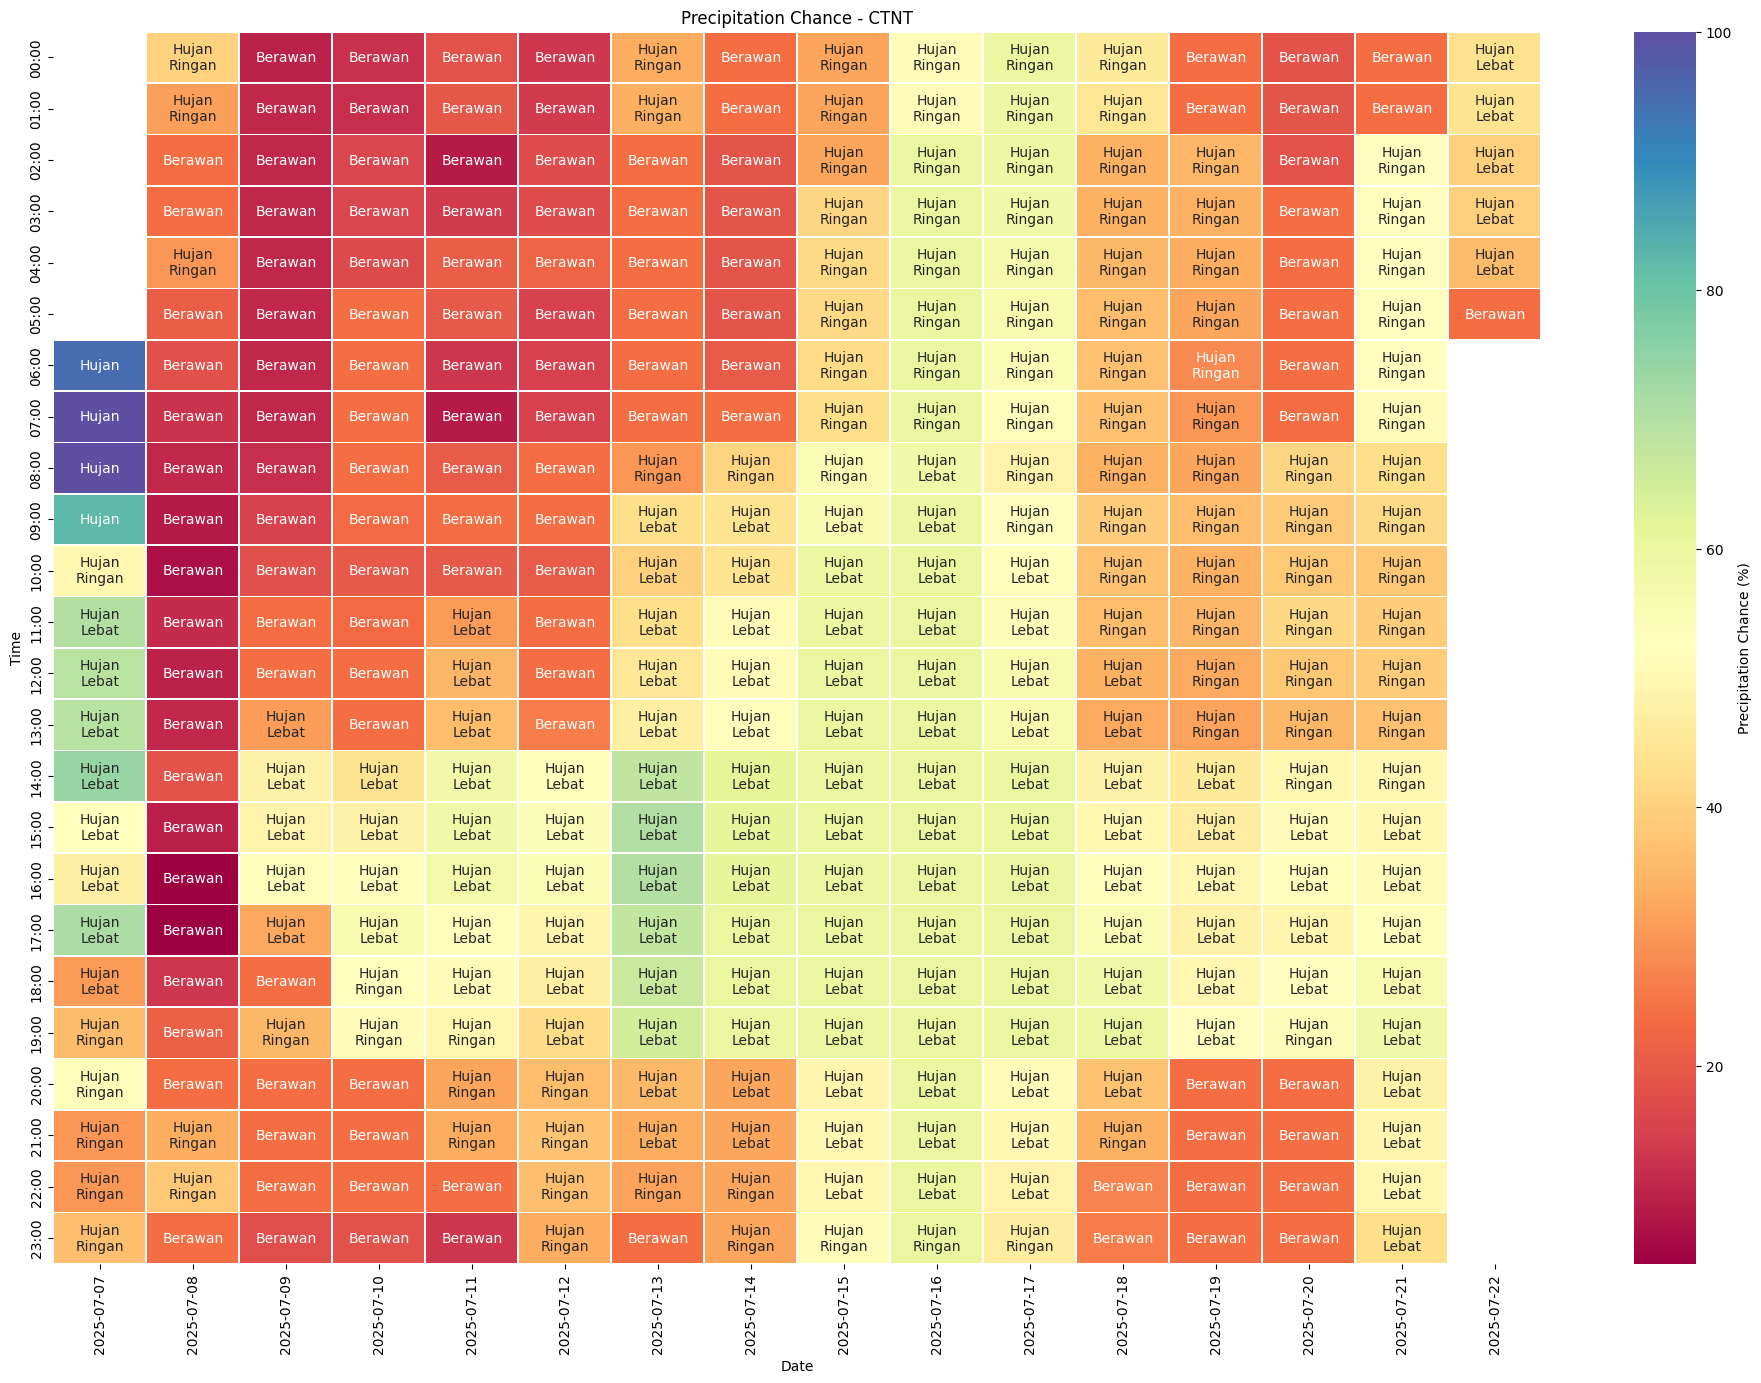 Precipitation Chance - CTNT
00:00 Hujan Ringan Berawan Berawan Berawan Berawan Hujan Ringan Berawan Hujan Ringan Hujan Ringan Hujan Ringan Hujan Ringan Berawan Berawan Berawan Hujan Lebat
01:00 Hujan Ringan Berawan Berawan Berawan Berawan Hujan Ringan Berawan Hujan Ringan Hujan Ringan Hujan Ringan Hujan Ringan Berawan Berawan Berawan Hujan Lebat
02:00 Berawan Berawan Berawan Berawan Berawan Berawan Berawan Hujan Ringan Hujan Ringan Hujan Ringan Hujan Ringan Hujan Ringan Berawan Hujan Ringan Hujan Lebat
03:00 Berawan Berawan Berawan Berawan Berawan Berawan Berawan Hujan Ringan Hujan Ringan Hujan Ringan Hujan Ringan Hujan Ringan Berawan Hujan Ringan Hujan Lebat
04:00 Hujan Ringan Berawan Berawan Berawan Berawan Berawan Berawan Hujan Ringan Hujan Ringan Hujan Ringan Hujan Ringan Hujan Ringan Berawan Hujan Ringan Hujan Lebat
05:00 Berawan Berawan Berawan Berawan Berawan Berawan Berawan Hujan Ringan Hujan Ringan Hujan Ringan Hujan Ringan Hujan Ringan Berawan Hujan Ringan Berawan
06:00 Hujan Berawan Berawan Berawan Berawan Berawan Berawan Berawan Hujan Ringan Hujan Ringan Hujan Ringan Hujan Ringan Hujan Ringan Berawan Hujan Ringan
07:00 Hujan Berawan Berawan Berawan Berawan Berawan Berawan Berawan Hujan Ringan Hujan Ringan Hujan Ringan Hujan Ringan Hujan Ringan Berawan Hujan Ringan
08:00 Hujan Berawan Berawan Berawan Berawan Berawan Hujan Ringan Hujan Ringan Hujan Ringan Hujan Lebat Hujan Ringan Hujan Ringan Hujan Ringan Hujan Ringan Hujan Ringan
09:00 Hujan Berawan Berawan Berawan Berawan Berawan Hujan Lebat Hujan Lebat Hujan Lebat Hujan Lebat Hujan Ringan Hujan Ringan Hujan Ringan Hujan Ringan Hujan Ringan
10:00 Hujan Ringan Berawan Berawan Berawan Berawan Berawan Hujan Lebat Hujan Lebat Hujan Lebat Hujan Lebat Hujan Lebat Hujan Ringan Hujan Ringan Hujan Ringan Hujan Ringan
11:00 Hujan Lebat Berawan Berawan Berawan Hujan Lebat Berawan Hujan Lebat Hujan Lebat Hujan Lebat Hujan Lebat Hujan Lebat Hujan Ringan Hujan Ringan Hujan Ringan Hujan Ringan
12:00 Hujan Lebat Berawan Berawan Berawan Hujan Lebat Berawan Hujan Lebat Hujan Lebat Hujan Lebat Hujan Lebat Hujan Lebat Hujan Lebat Hujan Ringan Hujan Ringan Hujan Ringan
13:00 Hujan Lebat Berawan Hujan Lebat Berawan Hujan Lebat Berawan Hujan Lebat Hujan Lebat Hujan Lebat Hujan Lebat Hujan Lebat Hujan Lebat Hujan Ringan Hujan Ringan Hujan Ringan
14:00 Hujan Lebat Berawan Hujan Lebat Hujan Lebat Hujan Lebat Hujan Lebat Hujan Lebat Hujan Lebat Hujan Lebat Hujan Lebat Hujan Lebat Hujan Lebat Hujan Lebat Hujan Ringan Hujan Ringan
15:00 Hujan Lebat Berawan Hujan Lebat Hujan Lebat Hujan Lebat Hujan Lebat Hujan Lebat Hujan Lebat Hujan Lebat Hujan Lebat Hujan Lebat Hujan Lebat Hujan Lebat Hujan Lebat Hujan Lebat
16:00 Hujan Lebat Berawan Hujan Lebat Hujan Lebat Hujan Lebat Hujan Lebat Hujan Lebat Hujan Lebat Hujan Lebat Hujan Lebat Hujan Lebat Hujan Lebat Hujan Lebat Hujan Lebat Hujan Lebat
17:00 Hujan Lebat Berawan Hujan Lebat Hujan Lebat Hujan Lebat Hujan Lebat Hujan Lebat Hujan Lebat Hujan Lebat Hujan Lebat Hujan Lebat Hujan Lebat Hujan Lebat Hujan Lebat Hujan Lebat
18:00 Hujan Lebat Berawan Berawan Hujan Ringan Hujan Lebat Hujan Lebat Hujan Lebat Hujan Lebat Hujan Lebat Hujan Lebat Hujan Lebat Hujan Lebat Hujan Lebat Hujan Lebat Hujan Lebat
19:00 Hujan Ringan Berawan Hujan Ringan Hujan Ringan Hujan Ringan Hujan Lebat Hujan Lebat Hujan Lebat Hujan Lebat Hujan Lebat Hujan Lebat Hujan Lebat Hujan Lebat Hujan Ringan Hujan Lebat
20:00 Hujan Ringan Berawan Berawan Berawan Hujan Ringan Hujan Ringan Hujan Lebat Hujan Lebat Hujan Lebat Hujan Lebat Hujan Lebat Hujan Lebat Berawan Berawan Hujan Lebat
21:00 Hujan Ringan Hujan Ringan Berawan Berawan Hujan Ringan Hujan Ringan Hujan Lebat Hujan Lebat Hujan Lebat Hujan Lebat Hujan Lebat Hujan Ringan Berawan Berawan Hujan Lebat
22:00 Hujan Ringan Hujan Ringan Berawan Berawan Berawan Hujan Ringan Hujan Ringan Hujan Ringan Hujan Lebat Hujan Lebat Hujan Lebat Berawan Berawan Berawan Hujan Lebat
23:00 Hujan Ringan Berawan Berawan Berawan Berawan Hujan Ringan Berawan Hujan Ringan Hujan Ringan Hujan Ringan Hujan Ringan Berawan Berawan Berawan Hujan Lebat
Time
2025-07-07 2025-07-08 2025-07-09 2025-07-10 2025-07-11 2025-07-12 2025-07-13 2025-07-14 2025-07-15 2025-07-16 2025-07-17 2025-07-18 2025-07-19 2025-07-20 2025-07-21 2025-07-22
Date
100
80
60
40
20
Precipitation Chance (%)